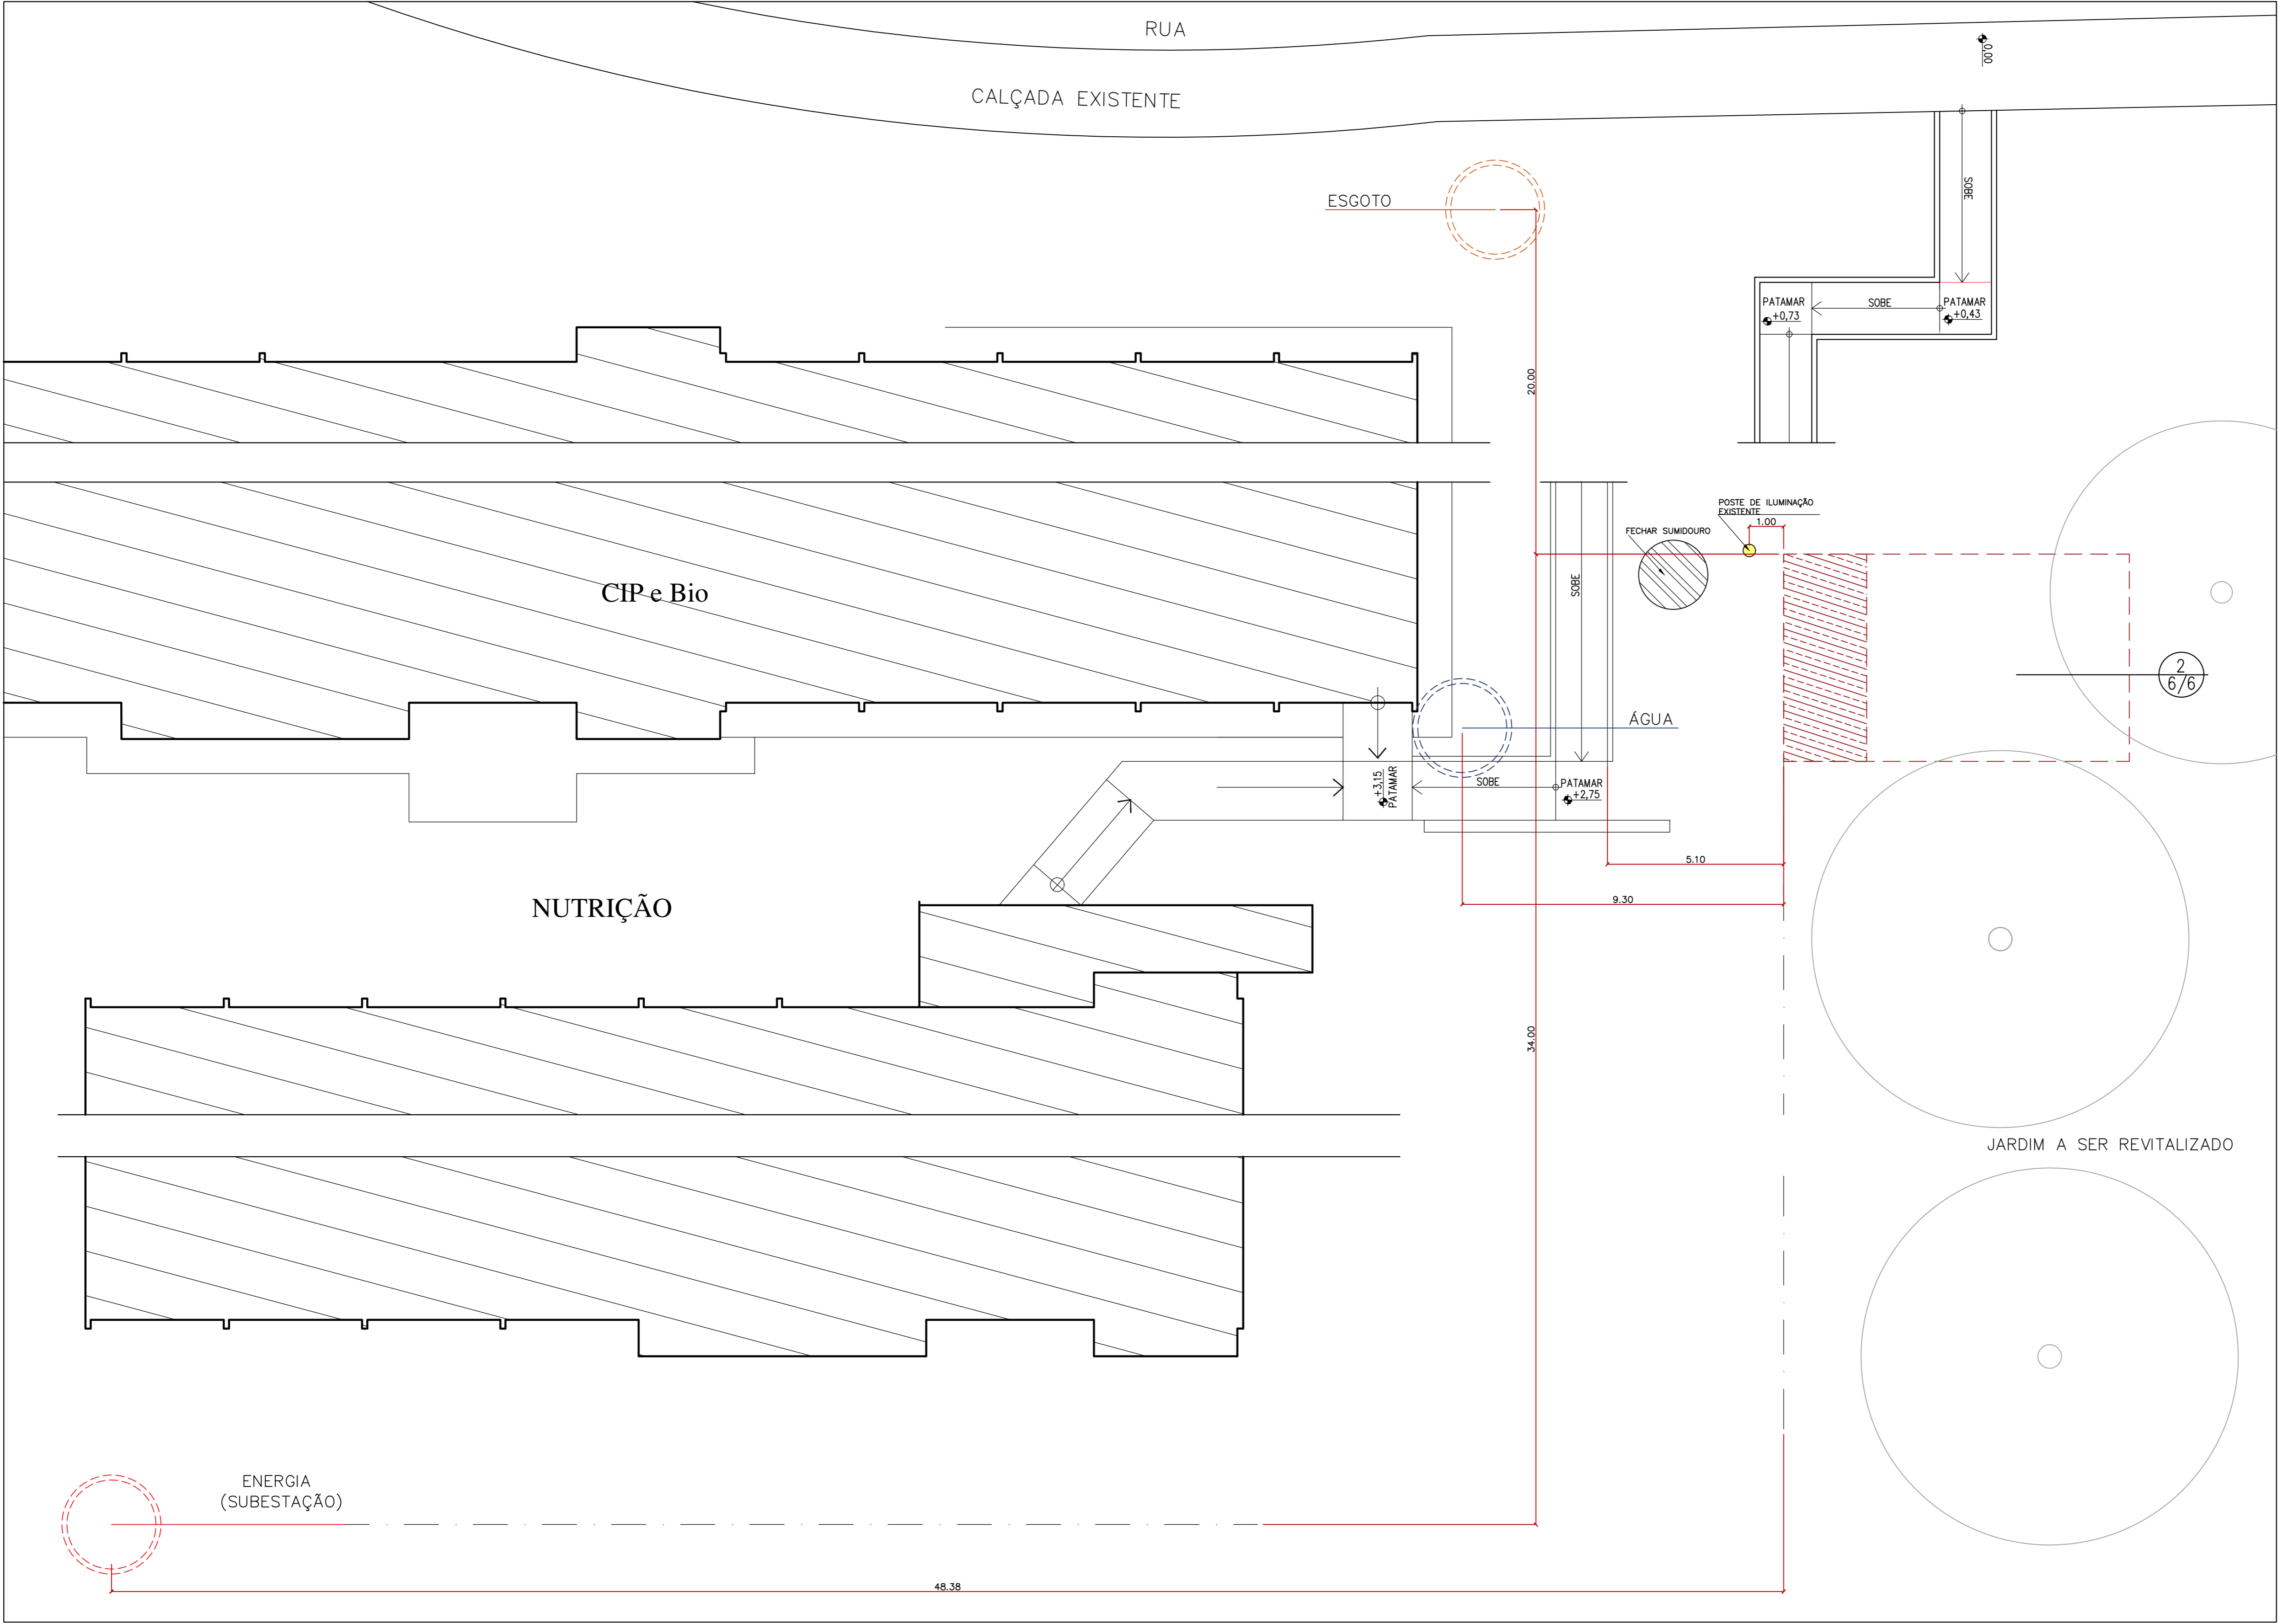 RUA
0,00
CALÇADA EXISTENTE
SOBE
ESGOTO
PATAMAR
+0,73
SOBE
PATAMAR
+0,43
20.00
POSTE DE ILUMINAÇÃO
EXISTENTE
1.00
FECHAR SUMIDOURO
SOBE
CIP e Bio
2
6/6
ÁGUA
+3,15
PATAMAR
SOBE
PATAMAR
+2,75
5.10
9.30
NUTRIÇÃO
34.00
JARDIM A SER REVITALIZADO
ENERGIA
(SUBESTAÇÃO)
48.38